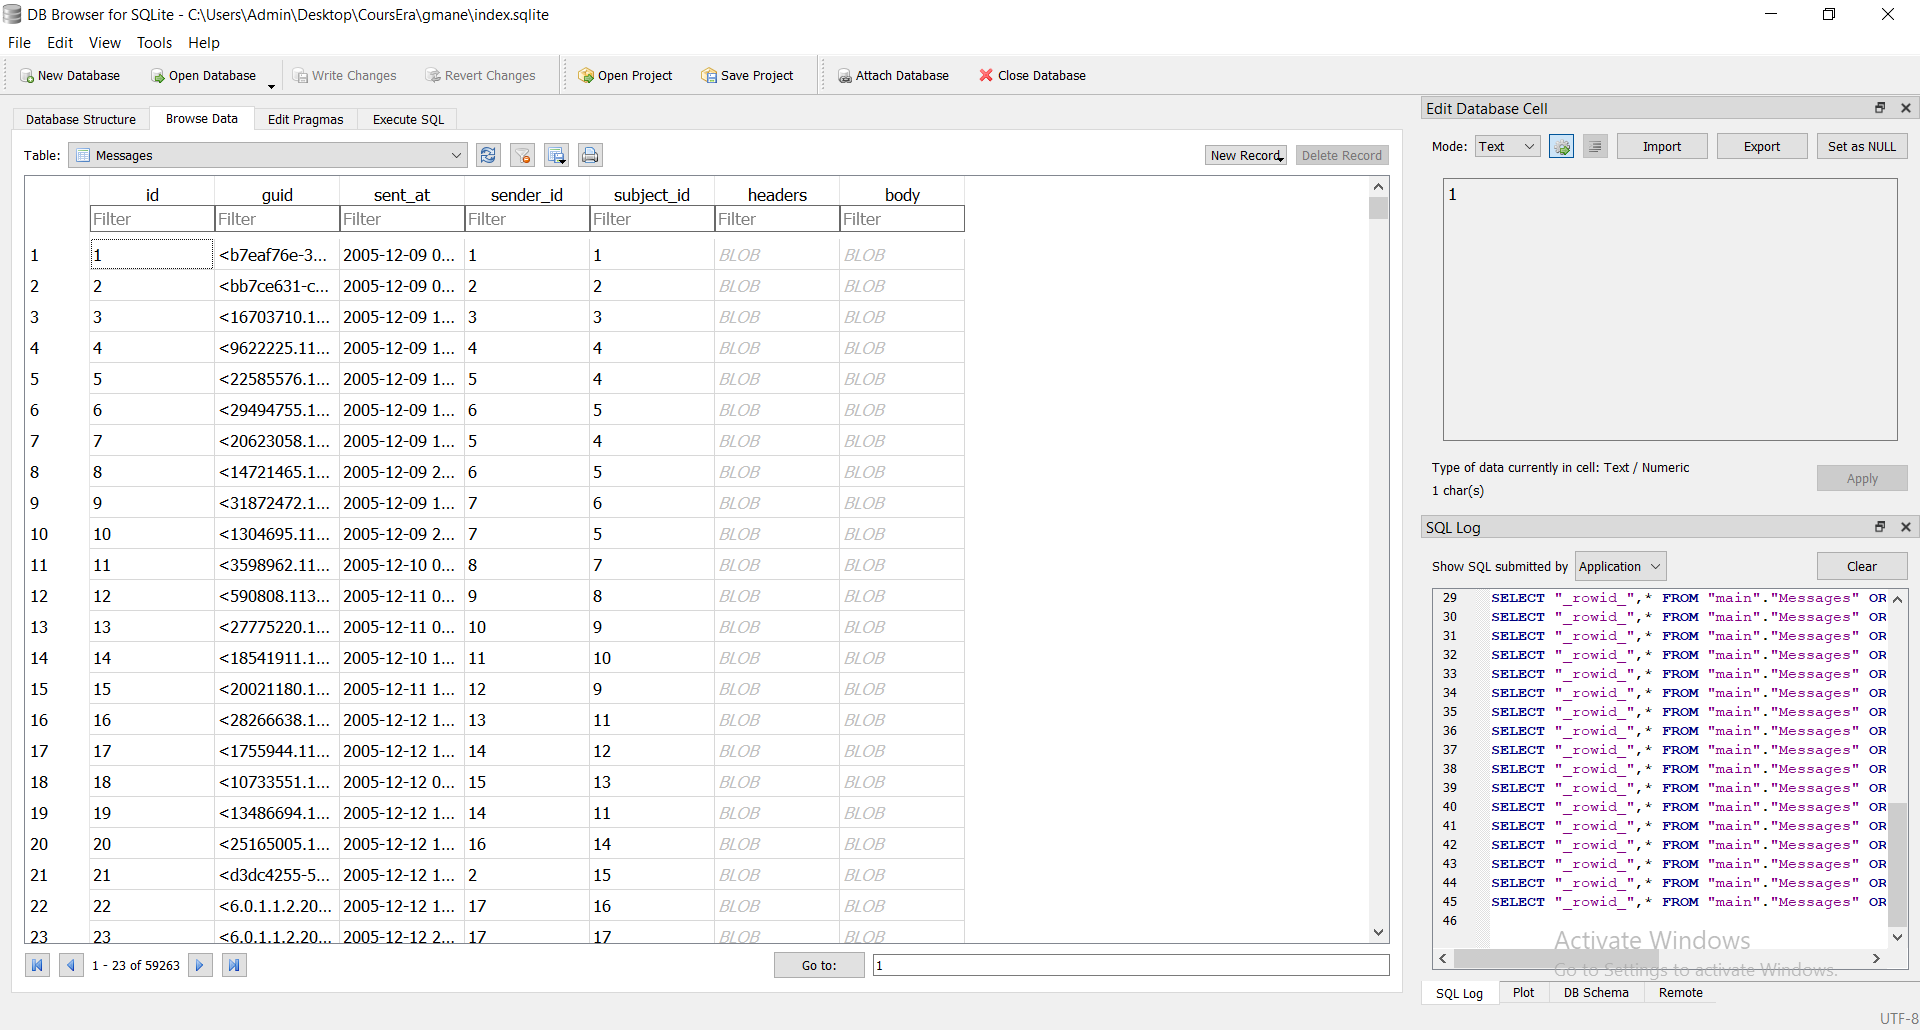 DB Browser for SQLite - C:\Users\Admin\Desktop\CoursEra\gmane\index.sqlite
File Edit View Tools Help
New Database Open Database Write Changes Revert Changes Open Project Save Project Attach Database Close Database
Database Structure Browse Data Edit Pragmas Execute SQL
Table: Messages New Record Delete Record
id guid sent_at sender_id subject_id headers body
Filter Filter Filter Filter Filter Filter Filter
1 1 <b7eaf76e-3... 2005-12-09 0... 1 1 BLOB BLOB
2 2 <bb7ce631-c... 2005-12-09 0... 2 2 BLOB BLOB
3 3 <16703710.1... 2005-12-09 1... 3 3 BLOB BLOB
4 4 <9622225.11... 2005-12-09 1... 4 4 BLOB BLOB
5 5 <22585576.1... 2005-12-09 1... 5 4 BLOB BLOB
6 6 <29494755.1... 2005-12-09 1... 6 5 BLOB BLOB
7 7 <20623058.1... 2005-12-09 1... 5 4 BLOB BLOB
8 8 <14721465.1... 2005-12-09 2... 6 5 BLOB BLOB
9 9 <31872472.1... 2005-12-09 1... 7 6 BLOB BLOB
10 10 <1304695.11... 2005-12-09 2... 7 5 BLOB BLOB
11 11 <3598962.11... 2005-12-10 0... 8 7 BLOB BLOB
12 12 <590808.113... 2005-12-11 0... 9 8 BLOB BLOB
13 13 <27775220.1... 2005-12-11 0... 10 9 BLOB BLOB
14 14 <18541911.1... 2005-12-10 1... 11 10 BLOB BLOB
15 15 <20021180.1... 2005-12-11 1... 12 9 BLOB BLOB
16 16 <28266638.1... 2005-12-12 1... 13 11 BLOB BLOB
17 17 <1755944.11... 2005-12-12 1... 14 12 BLOB BLOB
18 18 <10733551.1... 2005-12-12 0... 15 13 BLOB BLOB
19 19 <13486694.1... 2005-12-12 1... 14 11 BLOB BLOB
20 20 <25165005.1... 2005-12-12 1... 16 14 BLOB BLOB
21 21 <d3dc4255-5... 2005-12-12 1... 2 15 BLOB BLOB
22 22 <6.0.1.1.2.20... 2005-12-12 1... 17 16 BLOB BLOB
23 23 <6.0.1.1.2.20... 2005-12-12 2... 17 17 BLOB BLOB
1 - 23 of 59263 Go to: 1
Edit Database Cell
Mode: Text Import Export Set as NULL
1
Type of data currently in cell: Text / Numeric
1 char(s)
Apply
SQL Log
Show SQL submitted by Application Clear
29 SELECT "_rowid_",* FROM "main"."Messages" OR
30 SELECT "_rowid_",* FROM "main"."Messages" OR
31 SELECT "_rowid_",* FROM "main"."Messages" OR
32 SELECT "_rowid_",* FROM "main"."Messages" OR
33 SELECT "_rowid_",* FROM "main"."Messages" OR
34 SELECT "_rowid_",* FROM "main"."Messages" OR
35 SELECT "_rowid_",* FROM "main"."Messages" OR
36 SELECT "_rowid_",* FROM "main"."Messages" OR
37 SELECT "_rowid_",* FROM "main"."Messages" OR
38 SELECT "_rowid_",* FROM "main"."Messages" OR
39 SELECT "_rowid_",* FROM "main"."Messages" OR
40 SELECT "_rowid_",* FROM "main"."Messages" OR
41 SELECT "_rowid_",* FROM "main"."Messages" OR
42 SELECT "_rowid_",* FROM "main"."Messages" OR
43 SELECT "_rowid_",* FROM "main"."Messages" OR
44 SELECT "_rowid_",* FROM "main"."Messages" OR
45 SELECT "_rowid_",* FROM "main"."Messages" OR
46
Activate Windows
Go to Settings to activate Windows.
SQL Log Plot DB Schema Remote
UTF-8